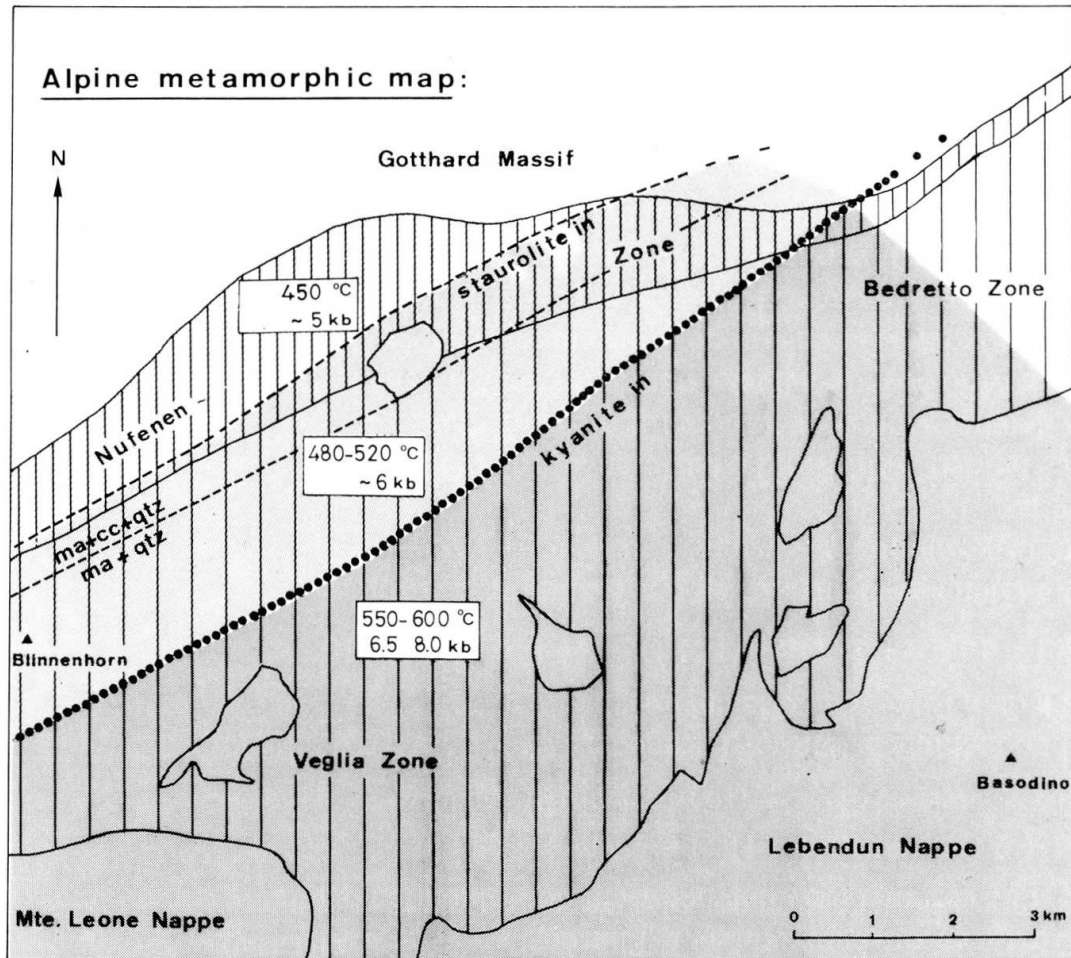 Alpine metamorphic map:
N
Gotthard Massif
staurolite in
Zone
450 °C
~ 5 kb
Bedretto Zone
Nufenen -
kyanite in
480-520 °C
~6 kb
ma+cc+qtz
ma + qtz
550-600 °C
6.5 8.0 kb
Blinnenhorn
Veglia Zone
Basodino
Lebendun Nappe
Mte. Leone Nappe
0 1 2 3 km